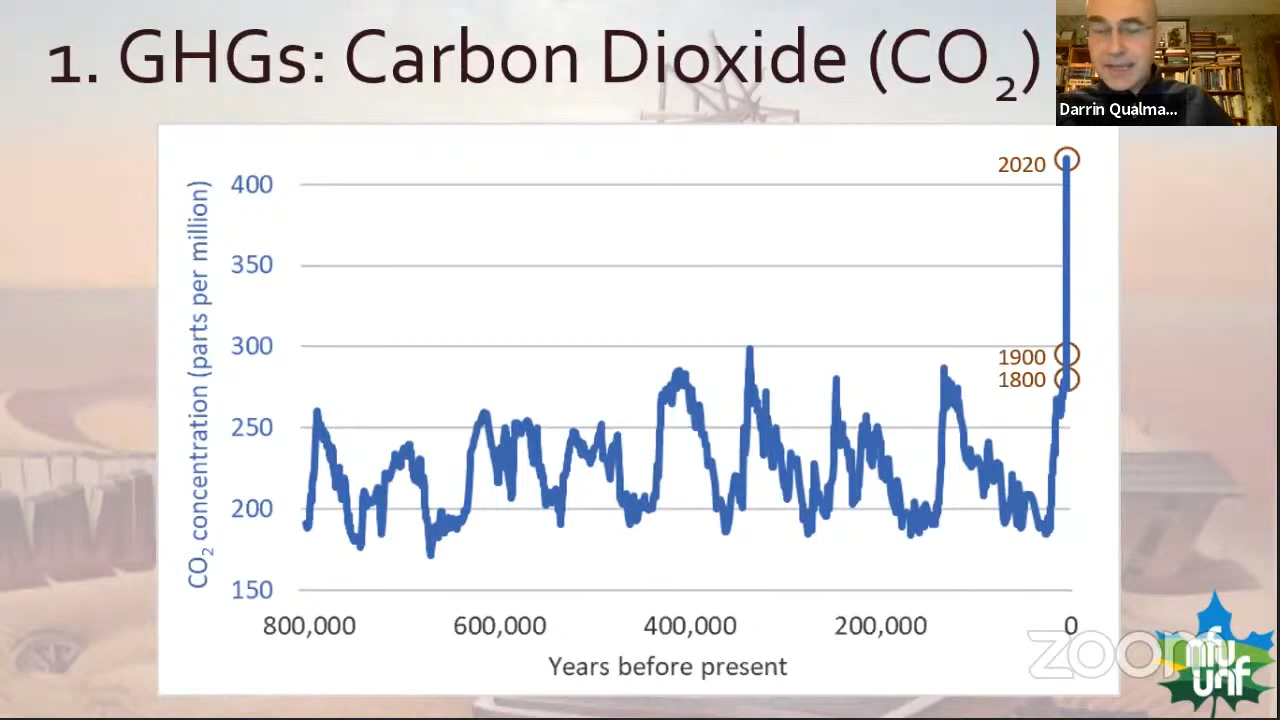 1. GHGs: Carbon Dioxide (CO₂)
Darrin Qualma...
CO₂ concentration (parts per million)
400
350
300
250
200
150
2020
1900
1800
800,000
600,000
400,000
200,000
0
Years before present
zoom
nfu
unf